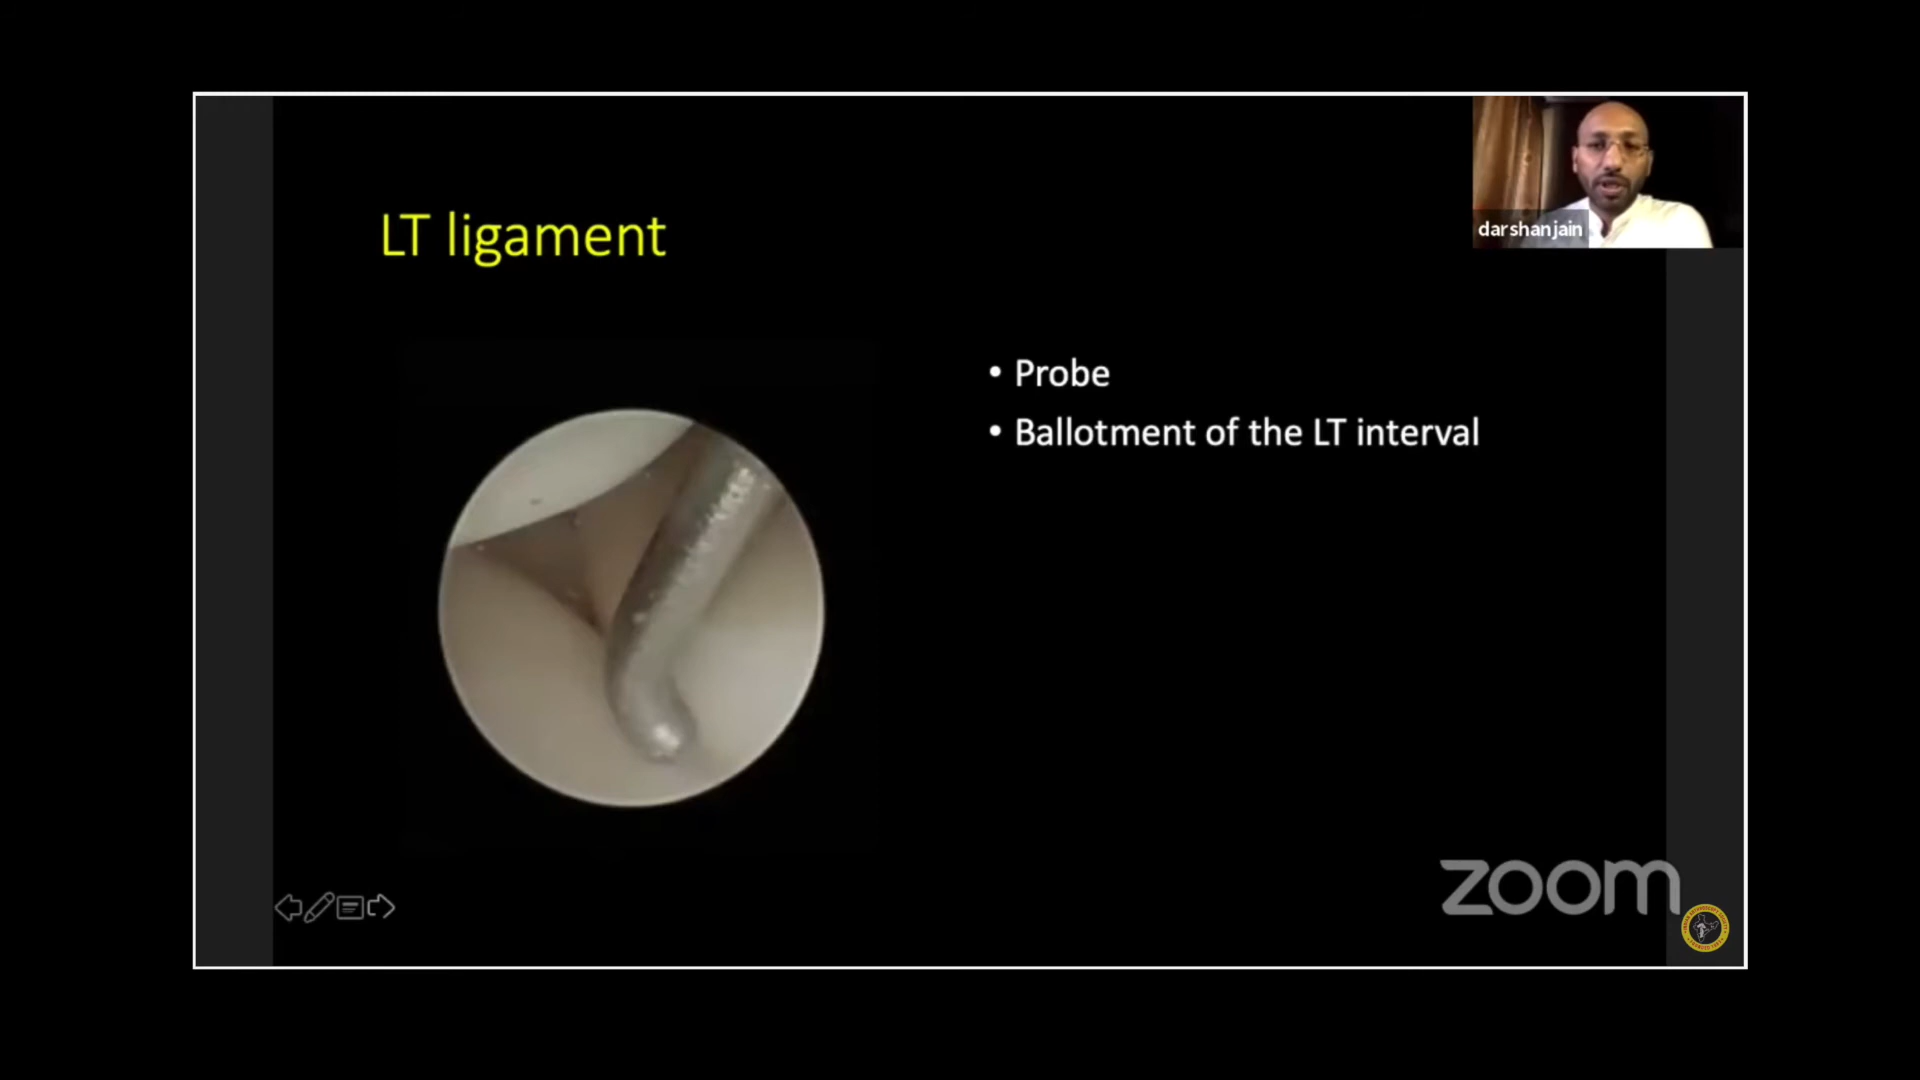 darshanjain
LT ligament
• Probe
• Ballotment of the LT interval
zoom